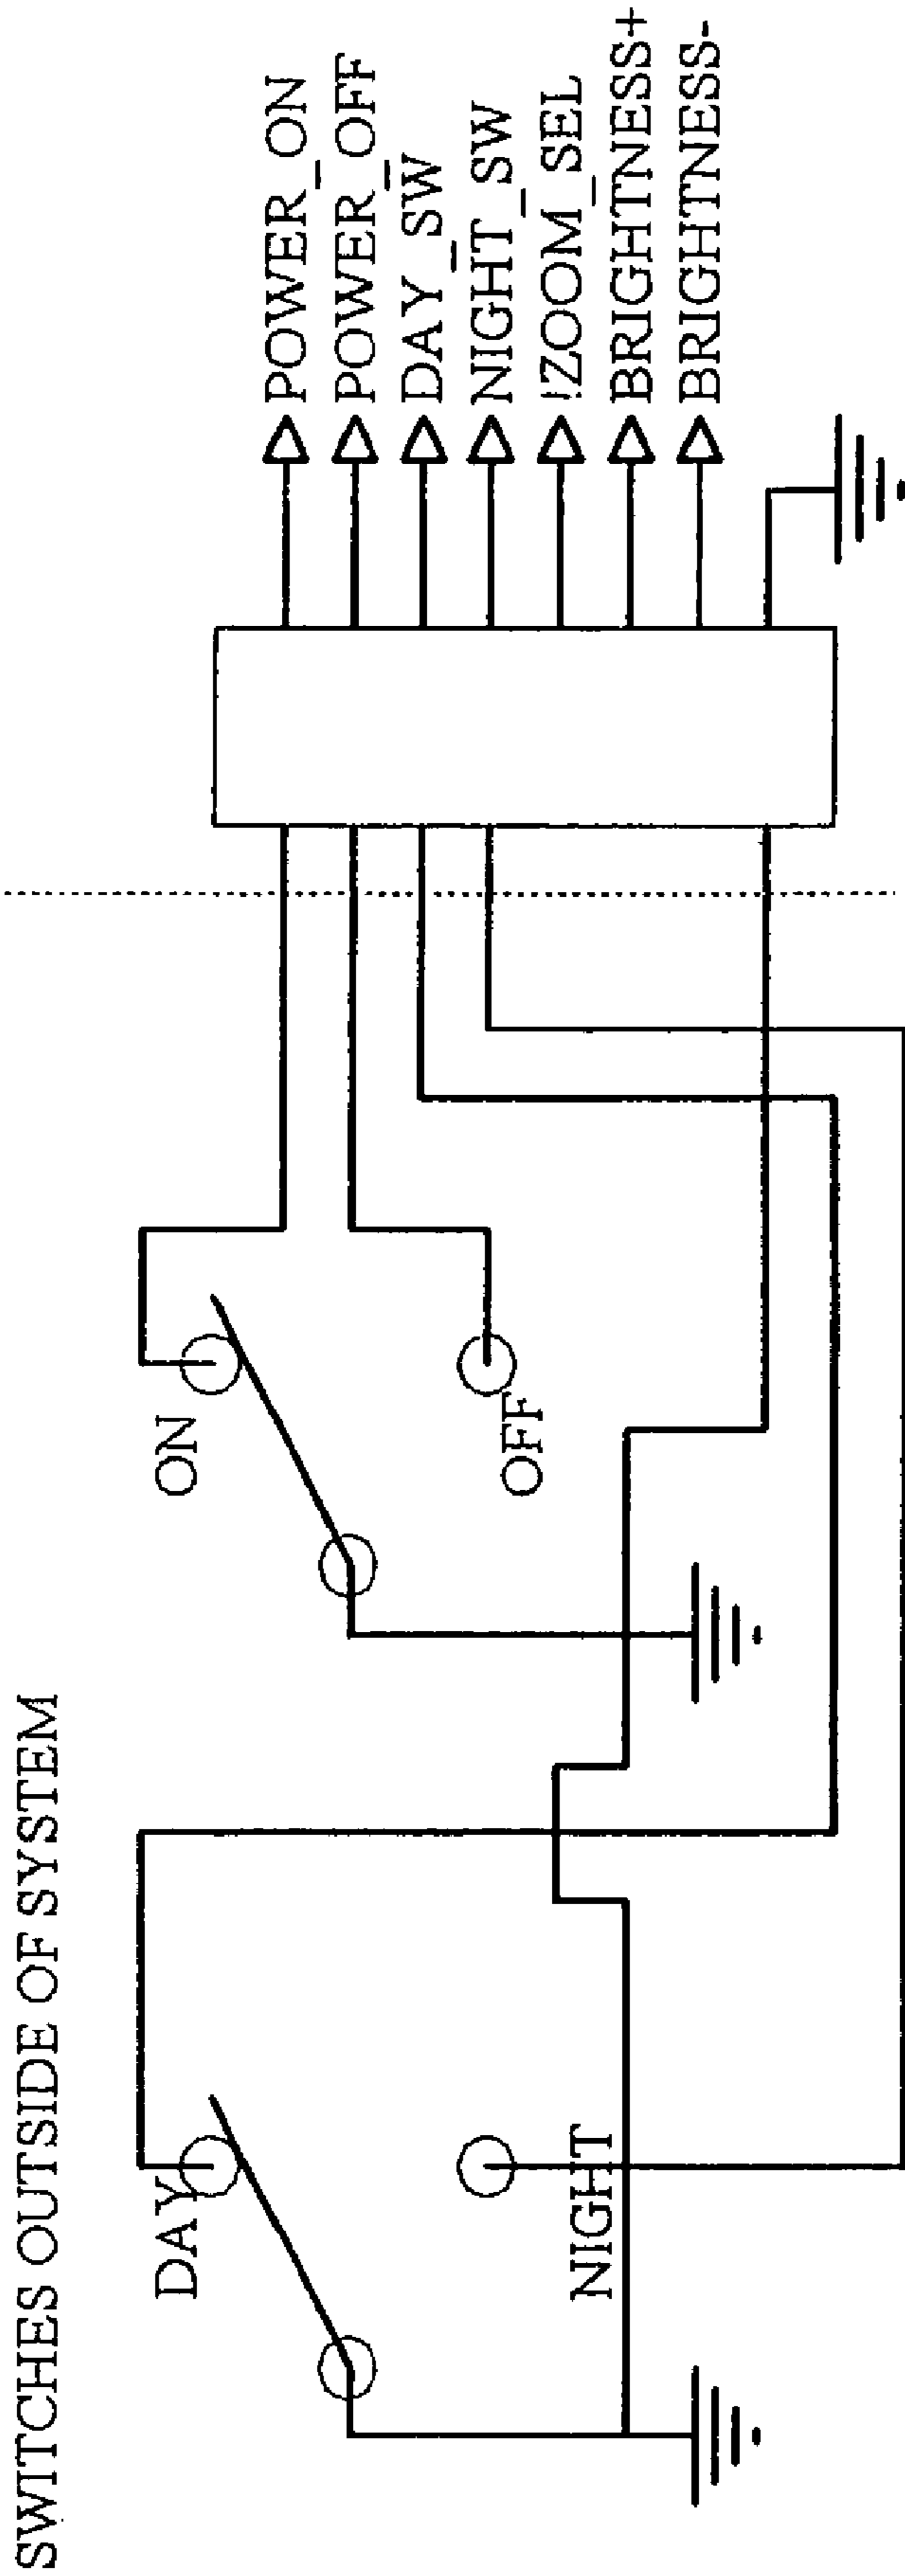 SWITCHES OUTSIDE OF SYSTEM
DAY
NIGHT
ON
OFF
POWER_ON
POWER_OFF
DAY_SW
NIGHT_SW
!ZOOM_SEL
BRIGHTNESS+
BRIGHTNESS-